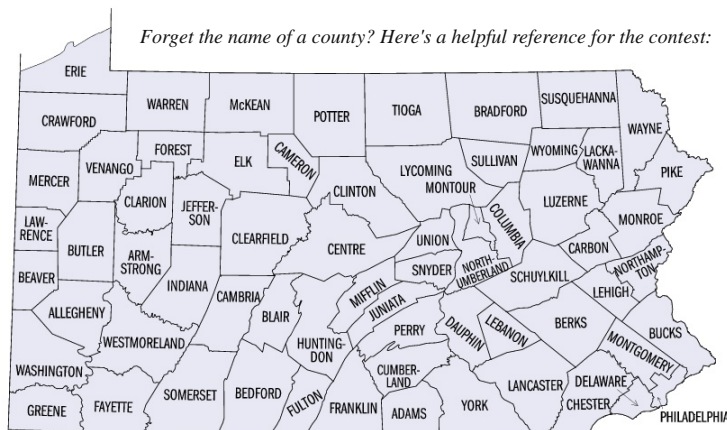 Forget the name of a county? Here's a helpful reference for the contest:
ERIE
CRAWFORD
WARREN
McKEAN
POTTER
TIOGA
BRADFORD
SUSQUEHANNA
WAYNE
MERCER
VENANGO
FOREST
ELK
CAMERON
CLINTON
LYCOMING
SULLIVAN
WYOMING
LACKA-
WANNA
PIKE
MONTOUR
COLUMBIA
LUZERNE
MONROE
LAW-
RENCE
BUTLER
CLARION
JEFFER-
SON
CLEARFIELD
CENTRE
UNION
SNYDER
NORTH-
UMBERLAND
SCHUYLKILL
CARBON
NORTHAMP-
TON
BEAVER
ARM-
STRONG
INDIANA
CAMBRIA
BLAIR
MIFFLIN
JUNIATA
LEHIGH
ALLEGHENY
WESTMORELAND
HUNTING-
DON
PERRY
DAUPHIN
LEBANON
BERKS
MONTGOMERY
BUCKS
WASHINGTON
CUMBER-
LAND
GREENE
FAYETTE
SOMERSET
BEDFORD
FULTON
FRANKLIN
ADAMS
YORK
LANCASTER
CHESTER
DELAWARE
PHILADELPHIA